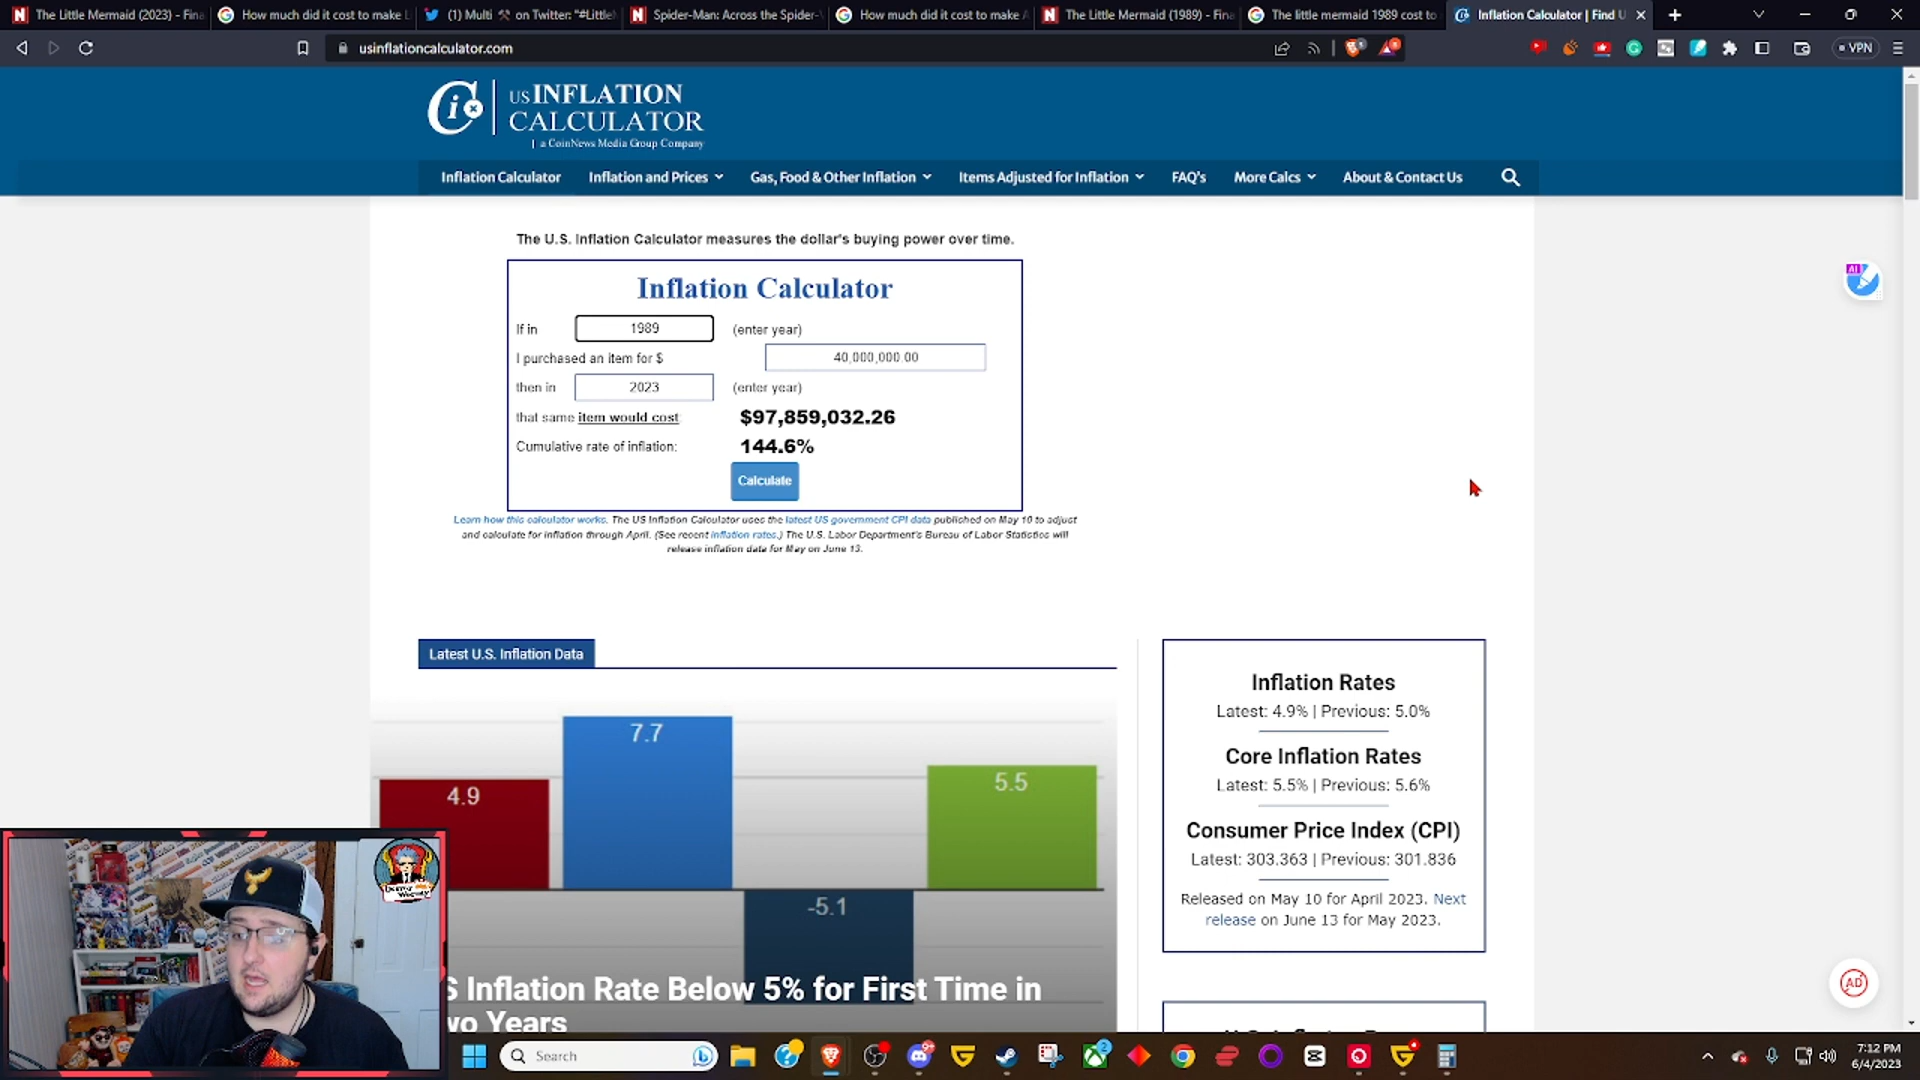 The Little Mermaid (2023) - Fina
How much did it cost to make L
(1) Multi ⚒ on Twitter: "#LittleM
Spider-Man: Across the Spider-V
How much did it cost to make A
The Little Mermaid (1989) - Fina
The little mermaid 1989 cost to
Inflation Calculator | Find U
usinflationcalculator.com
VPN
US INFLATION
CALCULATOR
a CoinNews Media Group Company
Inflation Calculator
Inflation and Prices
Gas, Food & Other Inflation
Items Adjusted for Inflation
FAQ's
More Calcs
About & Contact Us
The U.S. Inflation Calculator measures the dollar's buying power over time.
Inflation Calculator
If in 1989 (enter year)
I purchased an item for $ 40,000,000.00
then in 2023 (enter year)
that same item would cost: $97,859,032.26
Cumulative rate of inflation: 144.6%
Calculate
Learn how this calculator works. The US Inflation Calculator uses the latest US government CPI data published on May 10 to adjust
and calculate for inflation through April. (See recent inflation rates.) The U.S. Labor Department's Bureau of Labor Statistics will
release inflation data for May on June 13.
AI
Latest U.S. Inflation Data
4.9
7.7
-5.1
5.5
S Inflation Rate Below 5% for First Time in
wo Years
Inflation Rates
Latest: 4.9% | Previous: 5.0%
Core Inflation Rates
Latest: 5.5% | Previous: 5.6%
Consumer Price Index (CPI)
Latest: 303.363 | Previous: 301.836
Released on May 10 for April 2023. Next
release on June 13 for May 2023.
AD
Search
7:12 PM
6/4/2023